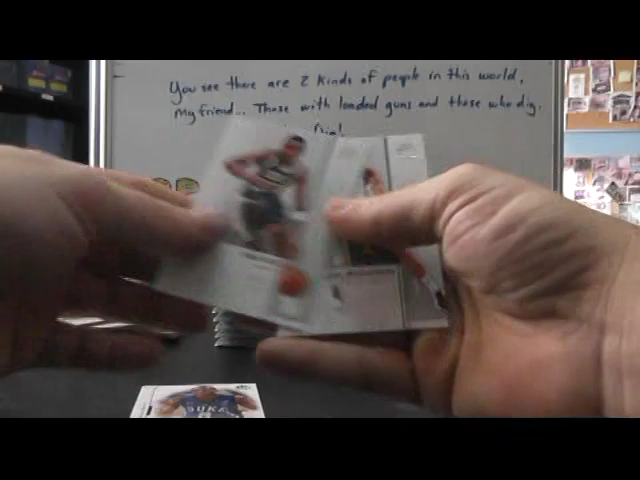 You see there are 2 kinds of people in this world,
My friend... Those with loaded guns and those who dig.
DUKE